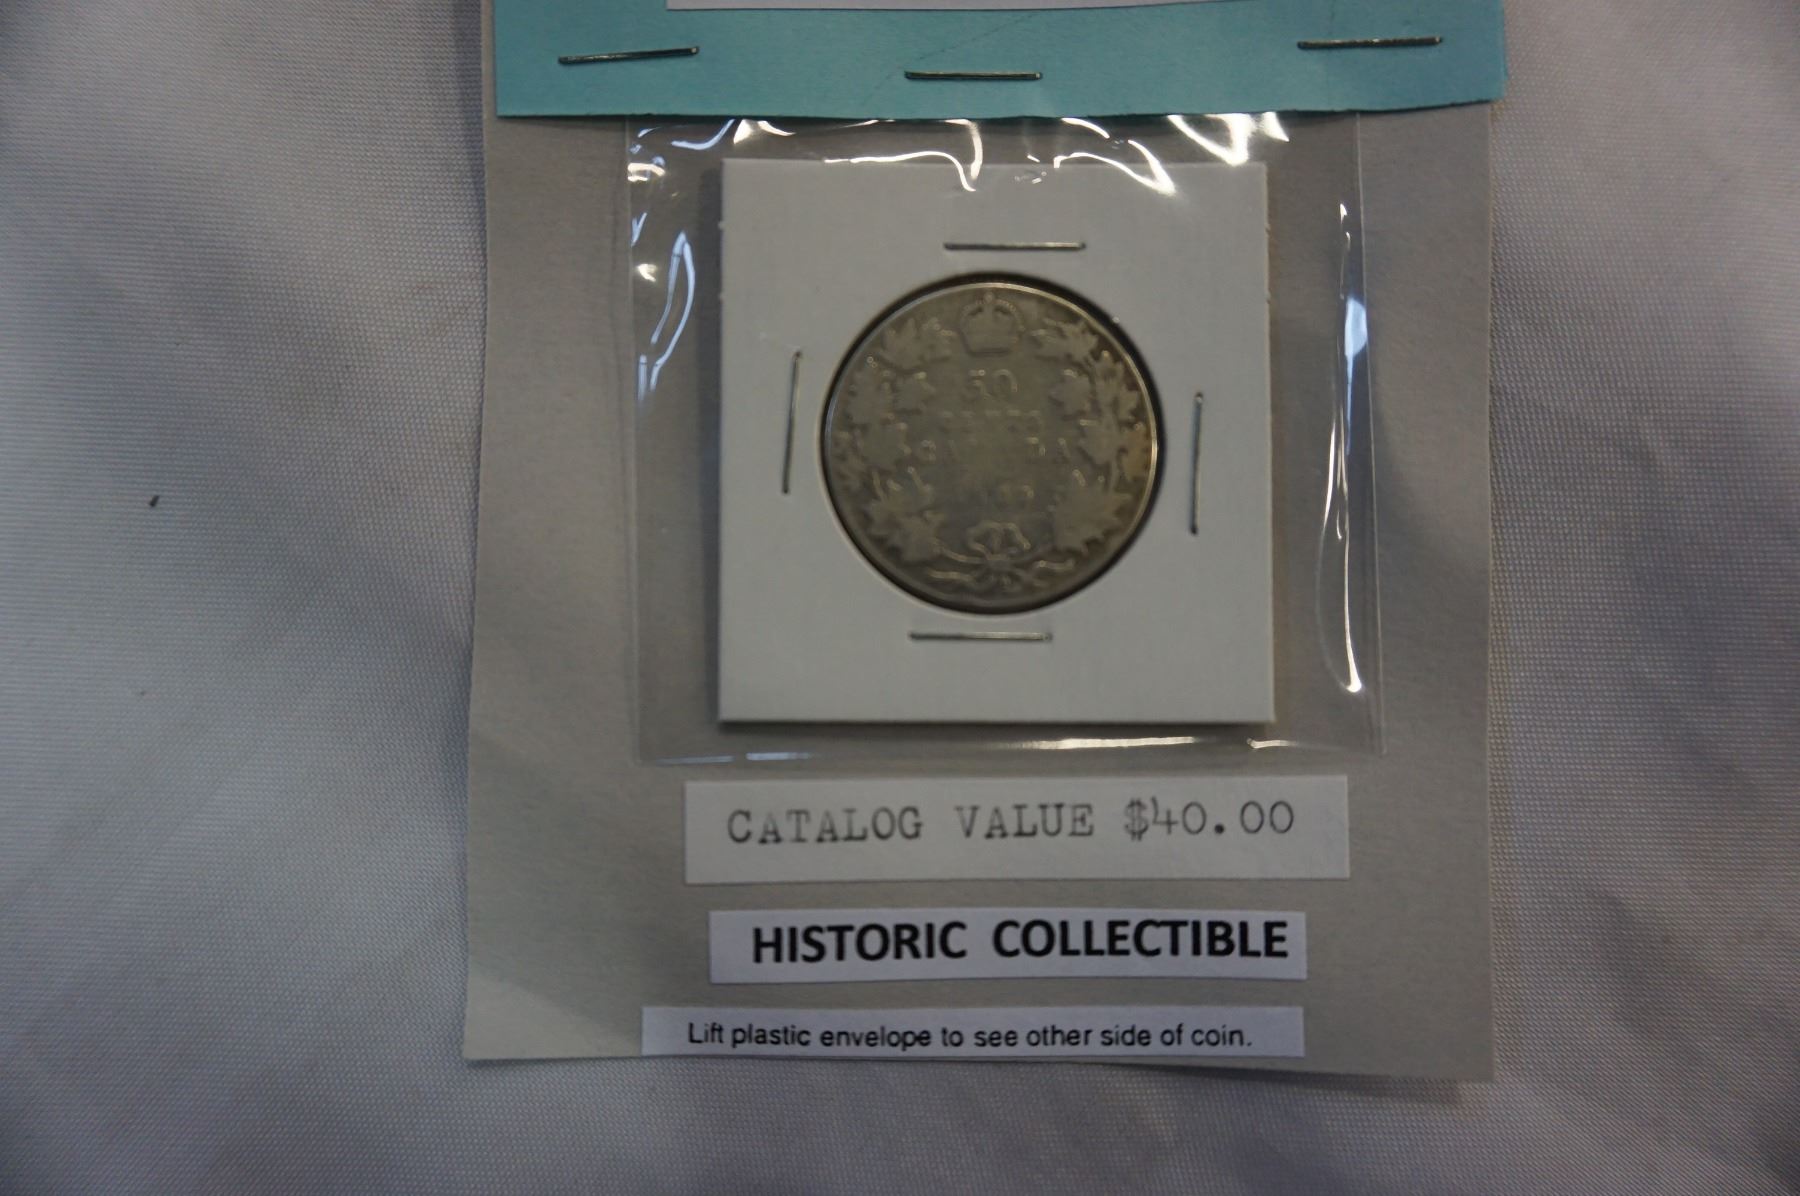 50
CENTS
CANADA
CATALOG VALUE $40.00
HISTORIC COLLECTIBLE
Lift plastic envelope to see other side of coin.